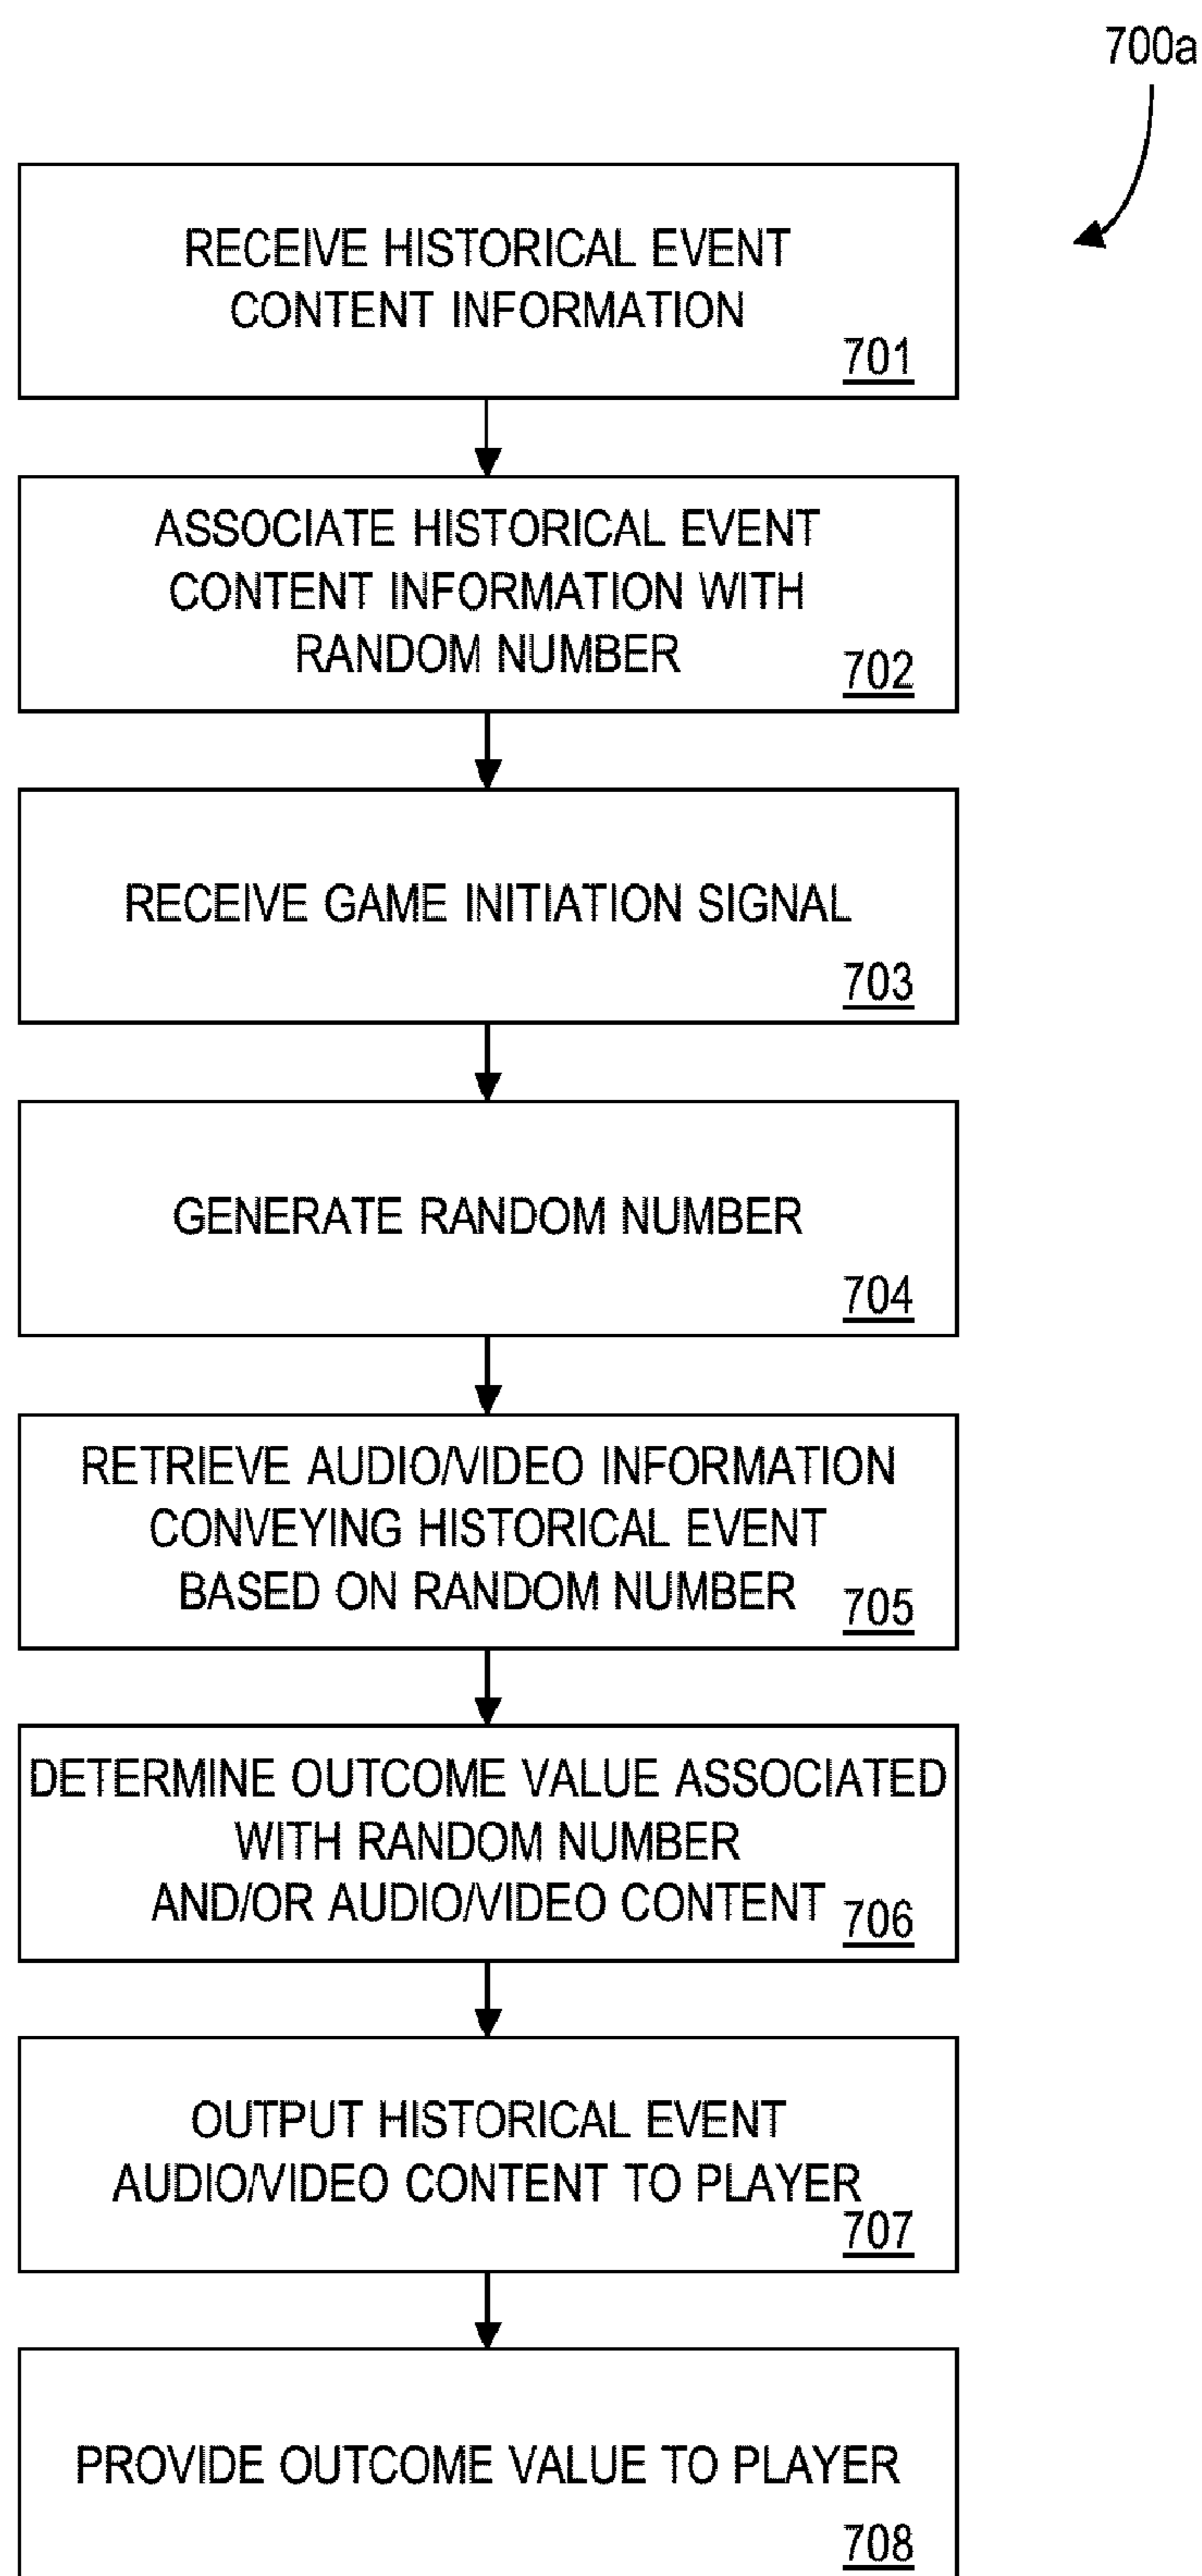 700a
RECEIVE HISTORICAL EVENT
CONTENT INFORMATION
701
ASSOCIATE HISTORICAL EVENT
CONTENT INFORMATION WITH
RANDOM NUMBER
702
RECEIVE GAME INITIATION SIGNAL
703
GENERATE RANDOM NUMBER
704
RETRIEVE AUDIO/VIDEO INFORMATION
CONVEYING HISTORICAL EVENT
BASED ON RANDOM NUMBER
705
DETERMINE OUTCOME VALUE ASSOCIATED
WITH RANDOM NUMBER
AND/OR AUDIO/VIDEO CONTENT
706
OUTPUT HISTORICAL EVENT
AUDIO/VIDEO CONTENT TO PLAYER
707
PROVIDE OUTCOME VALUE TO PLAYER
708